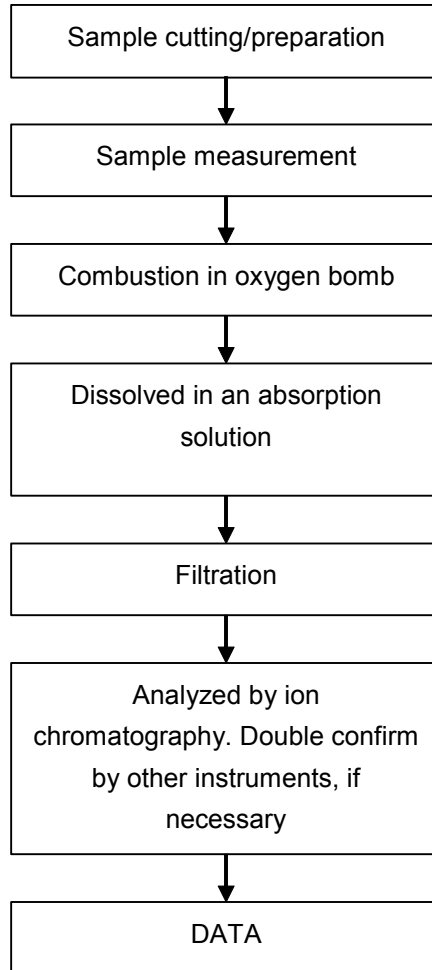 Sample cutting/preparation
Sample measurement
Combustion in oxygen bomb
Dissolved in an absorption
solution
Filtration
Analyzed by ion
chromatography. Double confirm
by other instruments, if
necessary
DATA